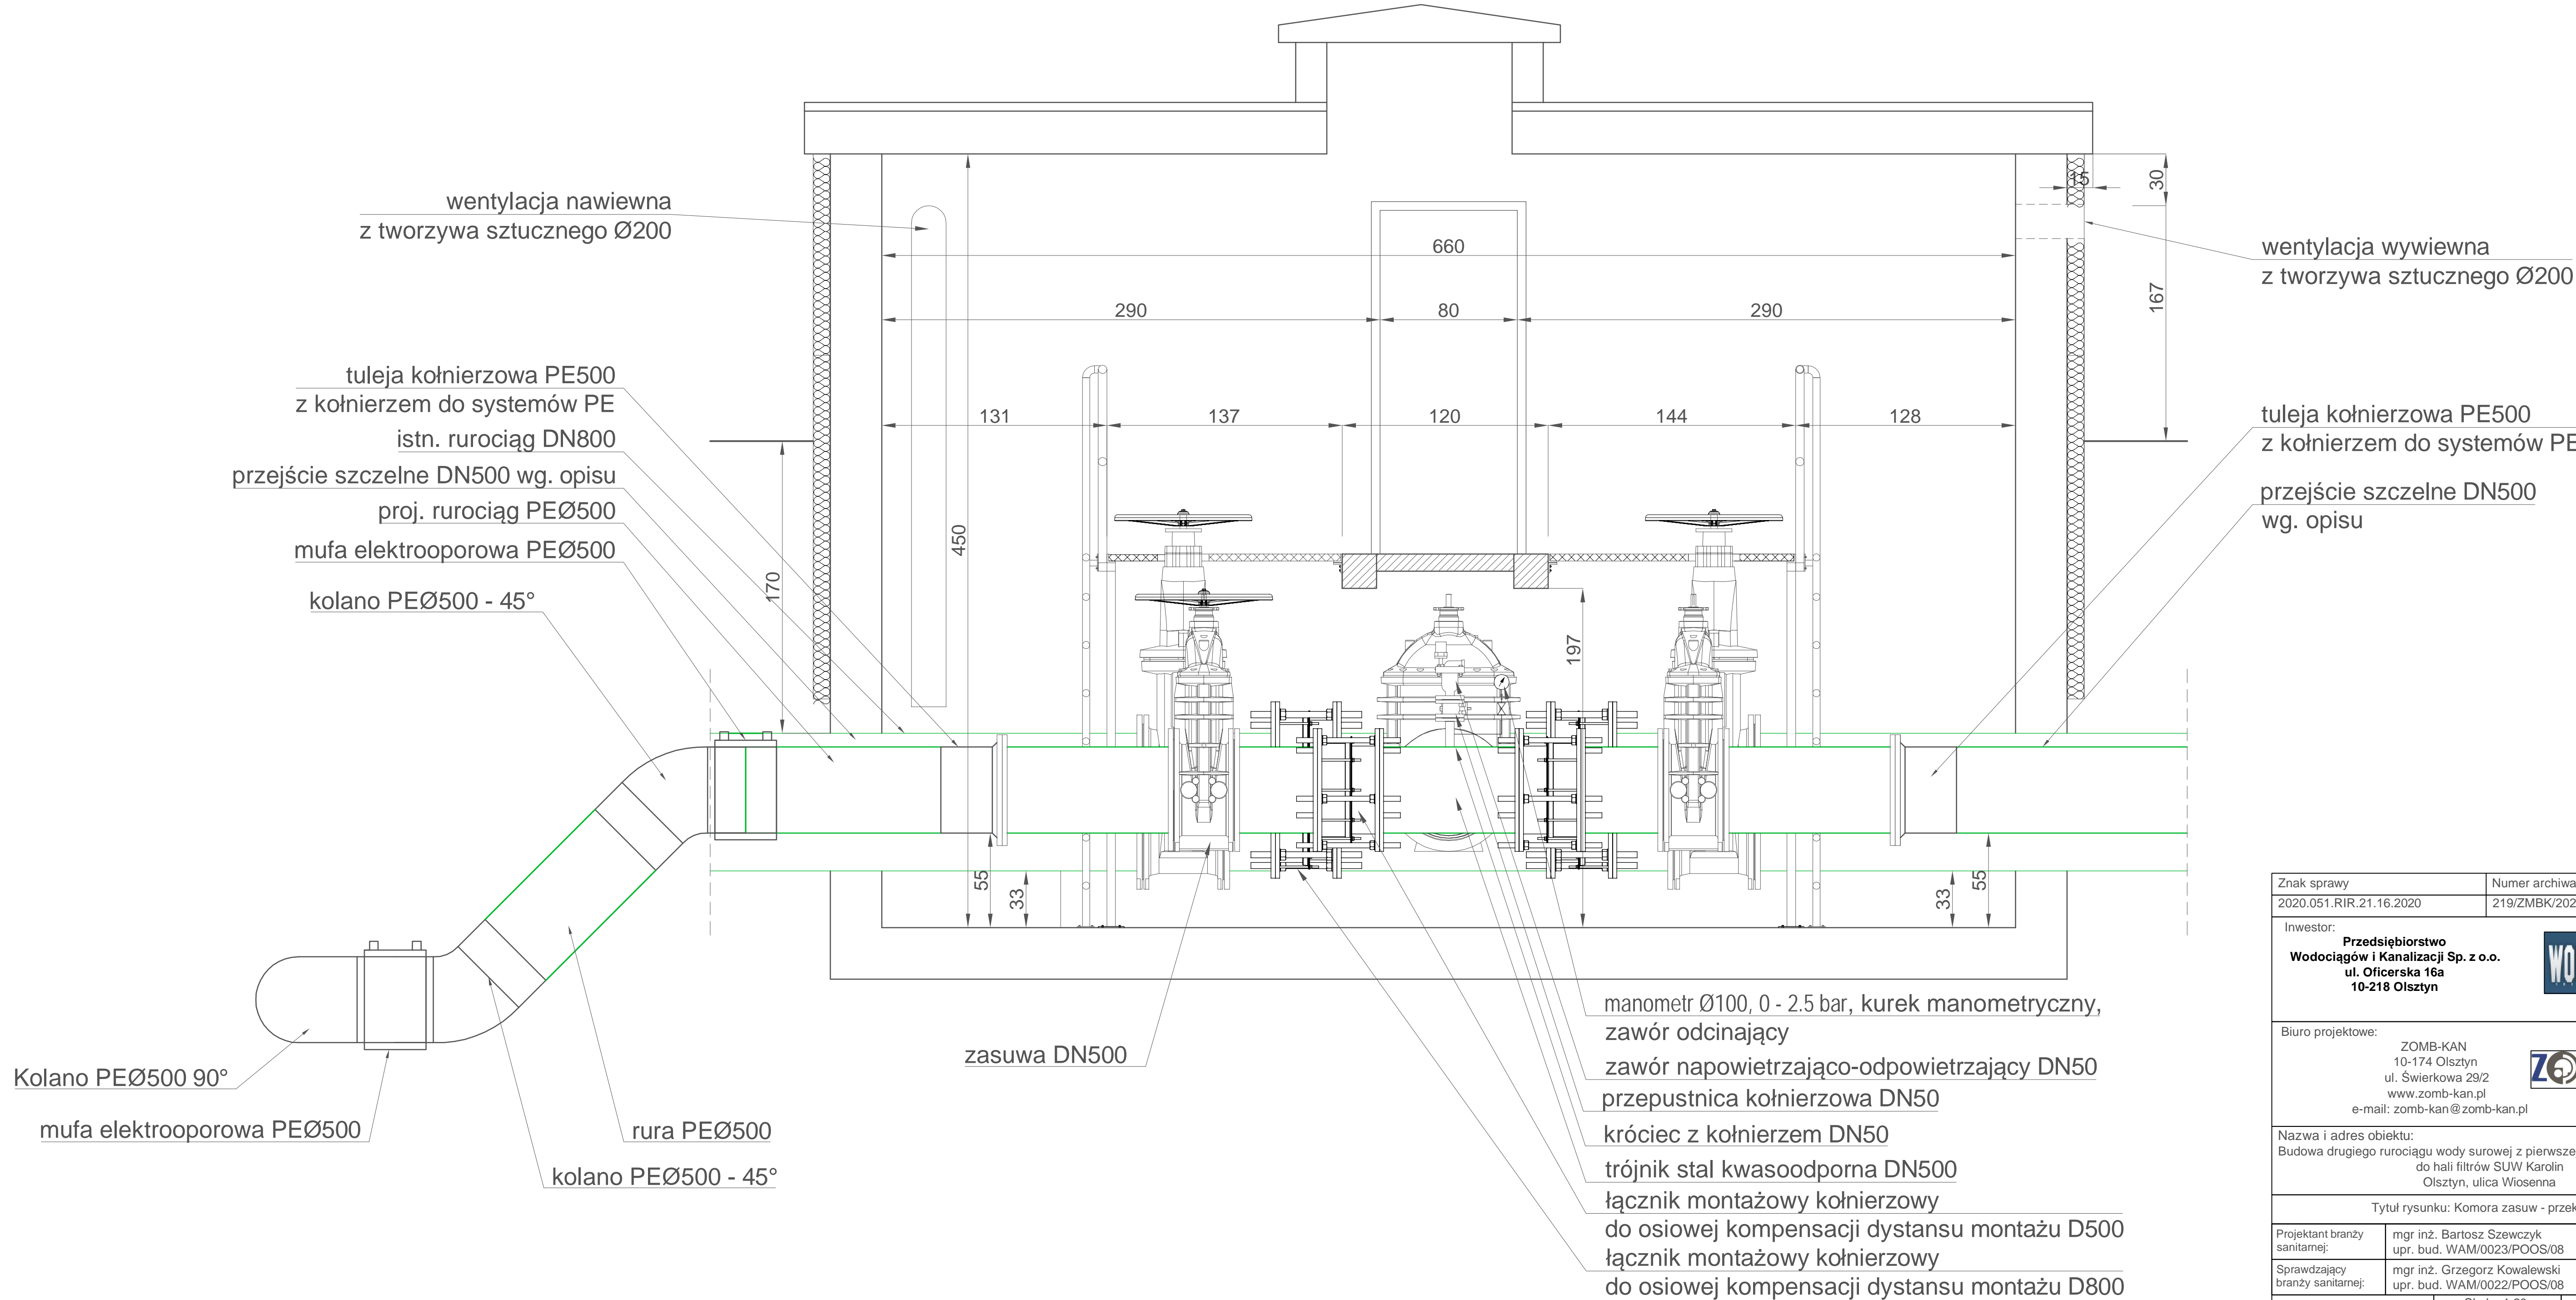 wentylacja nawiewna
z tworzywa sztucznego Ø200
tuleja kołnierzowa PE500
z kołnierzem do systemów PE
istn. rurociąg DN800
przejście szczelne DN500 wg. opisu
proj. rurociąg PEØ500
mufa elektrooporowa PEØ500
kolano PEØ500 - 45°
Kolano PEØ500 90°
mufa elektrooporowa PEØ500
rura PEØ500
kolano PEØ500 - 45°
zasuwa DN500
660
290
80
290
131
137
120
144
128
450
170
197
55
33
33
55
15
30
167
wentylacja wywiewna
z tworzywa sztucznego Ø200
tuleja kołnierzowa PE500
z kołnierzem do systemów PE
przejście szczelne DN500
wg. opisu
manometr Ø100, 0 - 2.5 bar, kurek manometryczny,
zawór odcinający
zawór napowietrzająco-odpowietrzający DN50
przepustnica kołnierzowa DN50
króciec z kołnierzem DN50
trójnik stal kwasoodporna DN500
łącznik montażowy kołnierzowy
do osiowej kompensacji dystansu montażu D500
łącznik montażowy kołnierzowy
do osiowej kompensacji dystansu montażu D800
Znak sprawy
Numer
2020.051.RIR.21.16.2020
Inwestor:
Przedsiębiorstwo
Wodociągów i Kanalizacji Sp. z o.o.
ul. Oficerska 16a
10-218 Olsztyn
Biuro projektowe:
ZOMB-KAN
10-174 Olsztyn
ul. Świerkowa 29/2
www.zomb-kan.pl
e-mail: zomb-kan@zomb-kan.pl
Nazwa i adres obiektu:
Budowa drugiego rurociągu wody surowej z
do hali filtrów SUW Karolin
Olsztyn, ulica Wiosenna
Tytuł rysunku: Komora zasuw -
Projektant branży
sanitarnej:
mgr inż. Bartosz Szewczyk
upr. bud. WAM/0023/POOS/08
Sprawdzający
branży sanitarnej:
mgr inż. Grzegorz Kowalewski
upr. bud. WAM/0022/POOS/08